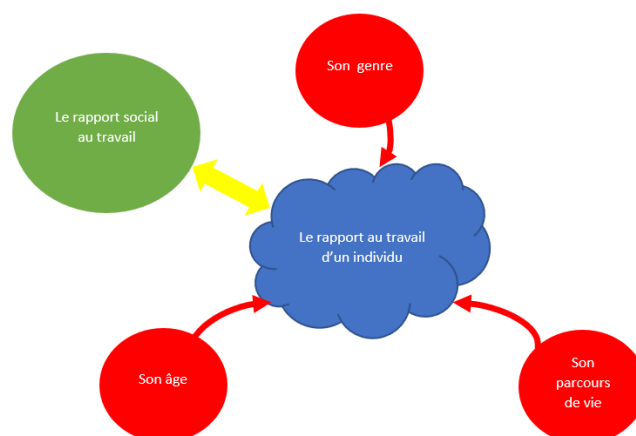 Son genre
Le rapport social
au travail
Le rapport au travail
d'un individu
Son âge
Son
parcours
de vie